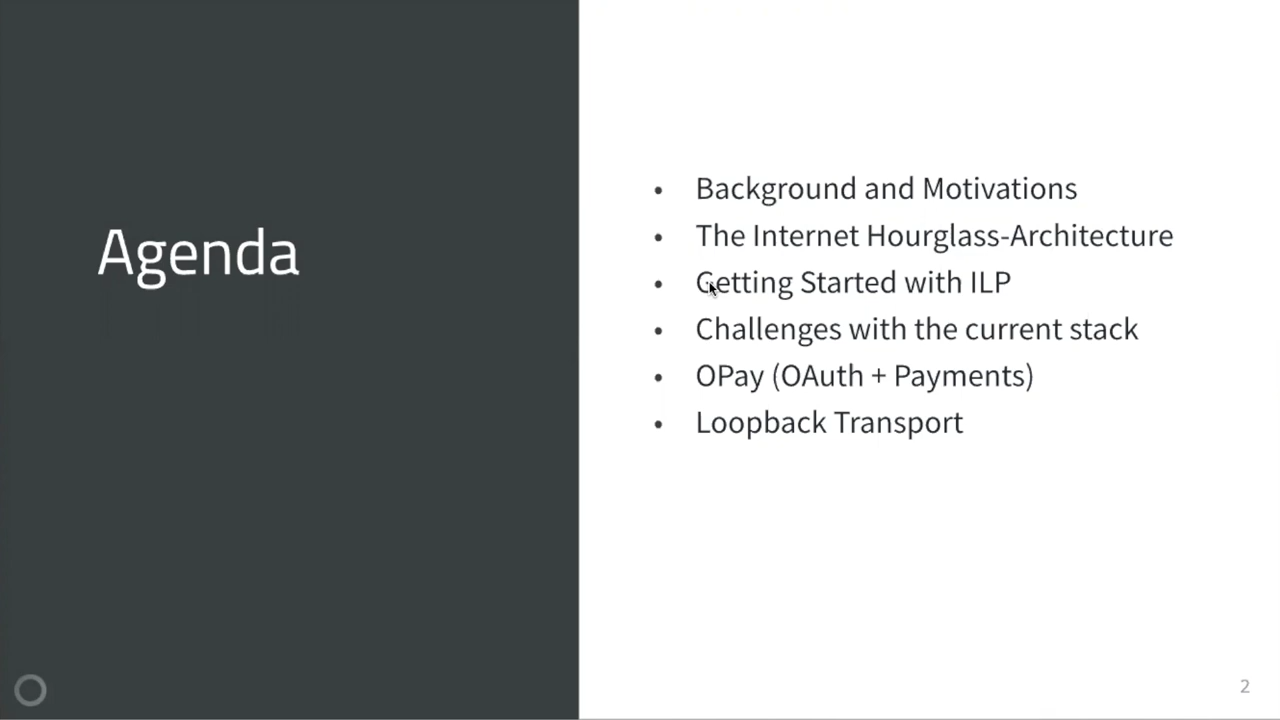 Agenda
• Background and Motivations
• The Internet Hourglass-Architecture
• Getting Started with ILP
• Challenges with the current stack
• OPay (OAuth + Payments)
• Loopback Transport
2